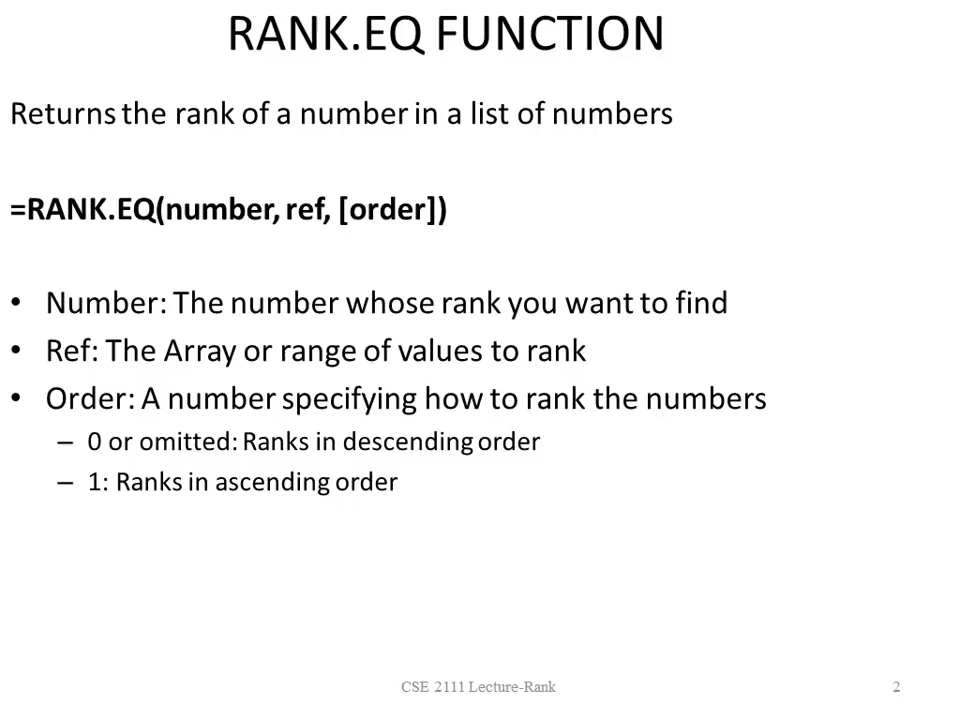 RANK.EQ FUNCTION
Returns the rank of a number in a list of numbers
=RANK.EQ(number, ref, [order])
• Number: The number whose rank you want to find
• Ref: The Array or range of values to rank
• Order: A number specifying how to rank the numbers
– 0 or omitted: Ranks in descending order
– 1: Ranks in ascending order
CSE 2111 Lecture-Rank
2